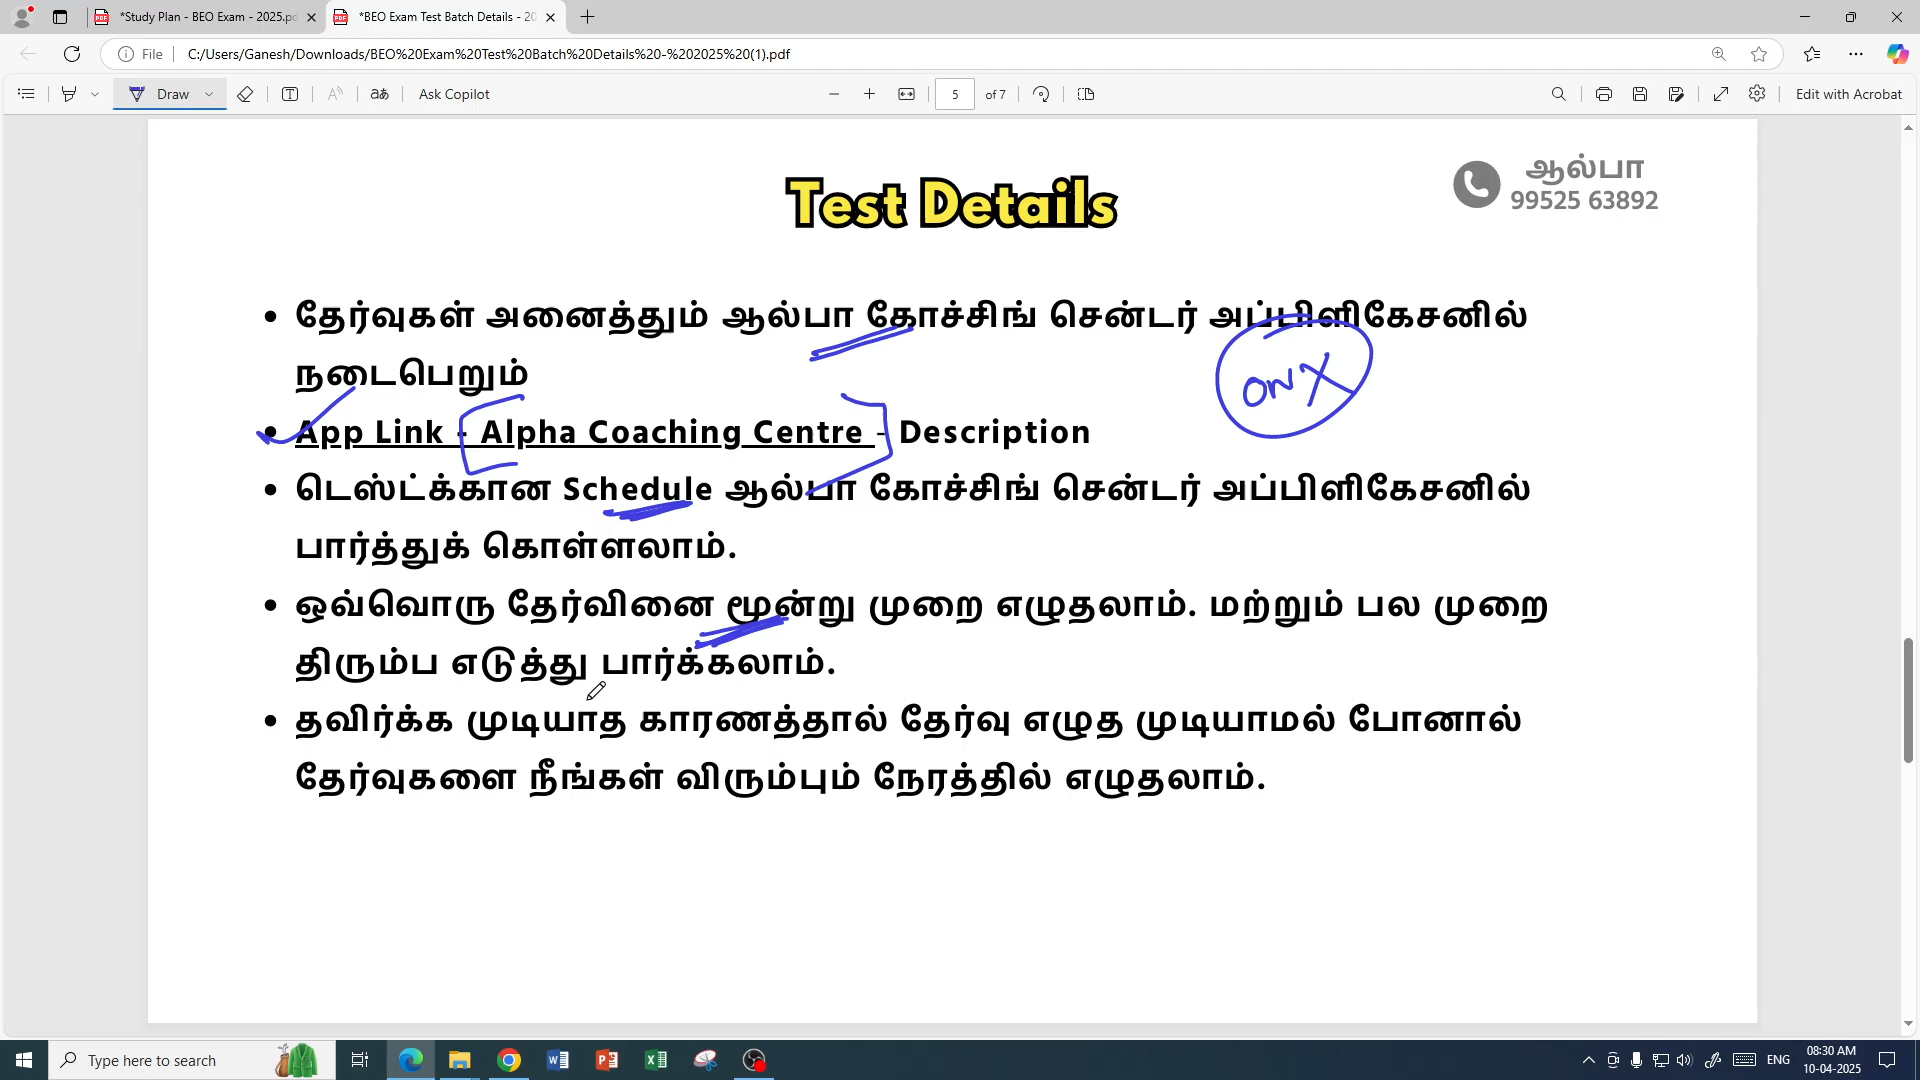 *Study Plan - BEO Exam - 2025.pd
*BEO Exam Test Batch Details - 20
File
C:/Users/Ganesh/Downloads/BEO%20Exam%20Test%20Batch%20Details%20-%202025%20(1).pdf
Draw
Ask Copilot
5 of 7
Edit with Acrobat
Test Details
ஆல்பா
99525 63892
• தேர்வுகள் அனைத்தும் ஆல்பா கோச்சிங் சென்டர் அப்பிளிகேசனில்
நடைபெறும்
• App Link - Alpha Coaching Centre - Description
• டெஸ்ட்க்கான Schedule ஆல்பா கோச்சிங் சென்டர் அப்பிளிகேசனில்
பார்த்துக் கொள்ளலாம்.
• ஒவ்வொரு தேர்வினை மூன்று முறை எழுதலாம். மற்றும் பல முறை
திரும்ப எடுத்து பார்க்கலாம்.
• தவிர்க்க முடியாத காரணத்தால் தேர்வு எழுத முடியாமல் போனால்
தேர்வுகளை நீங்கள் விரும்பும் நேரத்தில் எழுதலாம்.
Type here to search
ENG
08:30 AM
10-04-2025